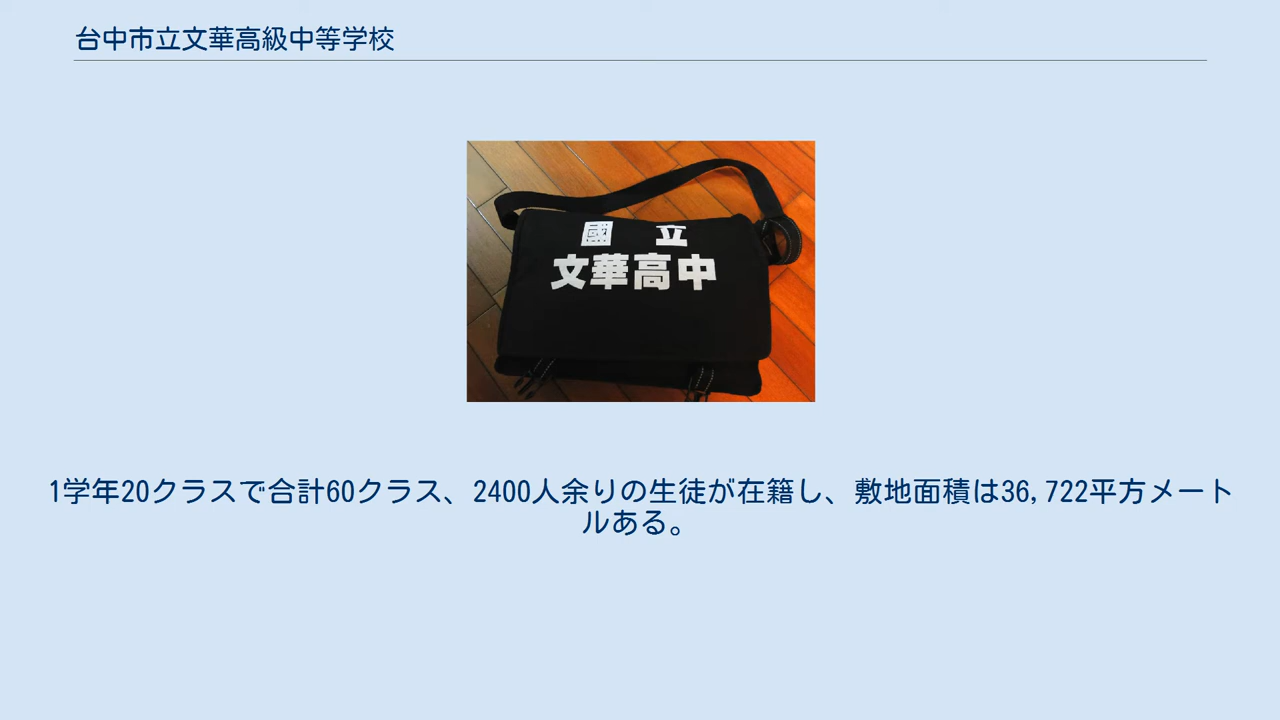 台中市立文華高級中等学校
國 立
文華高中
1学年20クラスで合計60クラス、2400人余りの生徒が在籍し、敷地面積は36,722平方メート
ルある。